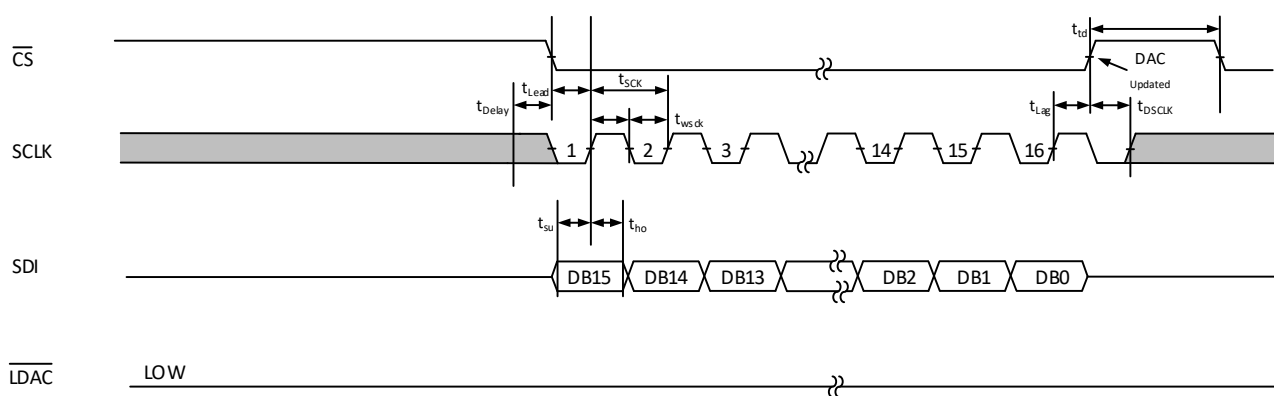 t_td
CS
DAC
Updated
t_Lead
t_SCK
t_Delay
t_Lag
t_DSCLK
t_wsck
SCLK
1 2 3 14 15 16
t_su t_ho
SDI
DB15 DB14 DB13 DB2 DB1 DB0
LDAC
LOW